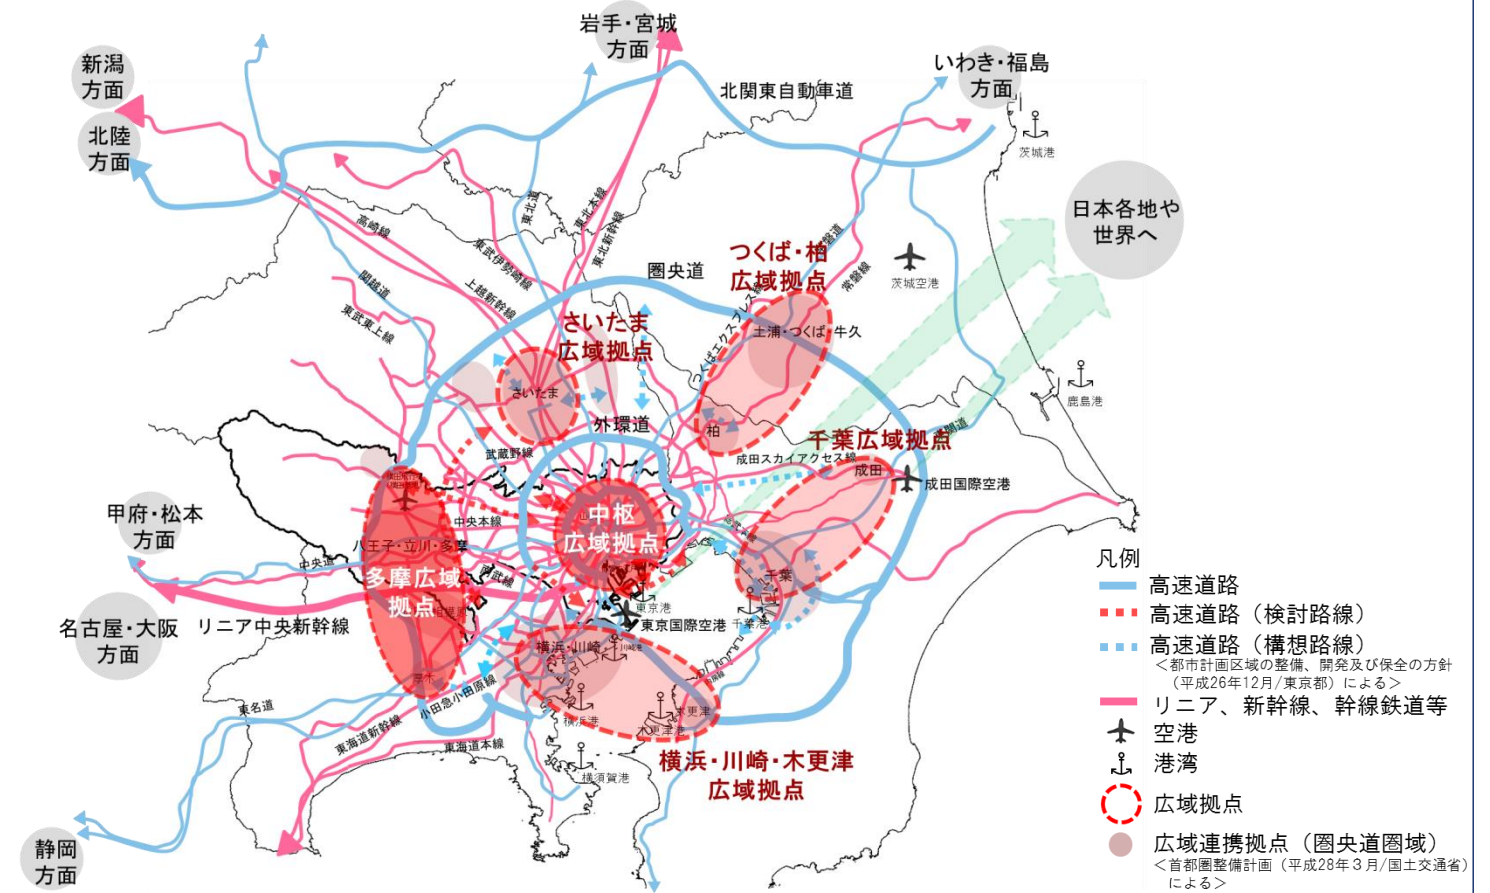 岩手・宮城
方面
新潟
方面
いわき・福島
方面
北関東自動車道
北陸
方面
茨城港
日本各地や
世界へ
東北道
東北本線
東北新幹線
高崎線
東武伊勢崎線
上越新幹線
関越道
東武東上線
圏央道
常磐線
茨城空港
つくば・柏
広域拠点
つくばエクスプレス線
土浦・つくば・牛久
さいたま
広域拠点
さいたま
鹿島港
外環道
柏
千葉広域拠点
武蔵野線
成田スカイアクセス線
成田
成田国際空港
中央本線
中枢
広域拠点
甲府・松本
方面
中央道
八王子・立川・多摩
多摩広域
拠点
南武線
千葉
千葉港
東京港
東京国際空港
名古屋・大阪
方面
リニア中央新幹線
横浜・川崎
川崎港
厚木
小田急小田原線
横浜港
木更津
木更津港
東名道
東海道新幹線
東海道本線
横須賀港
横浜・川崎・木更津
広域拠点
静岡
方面
凡例
高速道路
高速道路（検討路線）
高速道路（構想路線）
＜都市計画区域の整備、開発及び保全の方針
（平成26年12月/東京都）による＞
リニア、新幹線、幹線鉄道等
空港
港湾
広域拠点
広域連携拠点（圏央道圏域）
＜首都圏整備計画（平成28年３月/国土交通省）
による＞